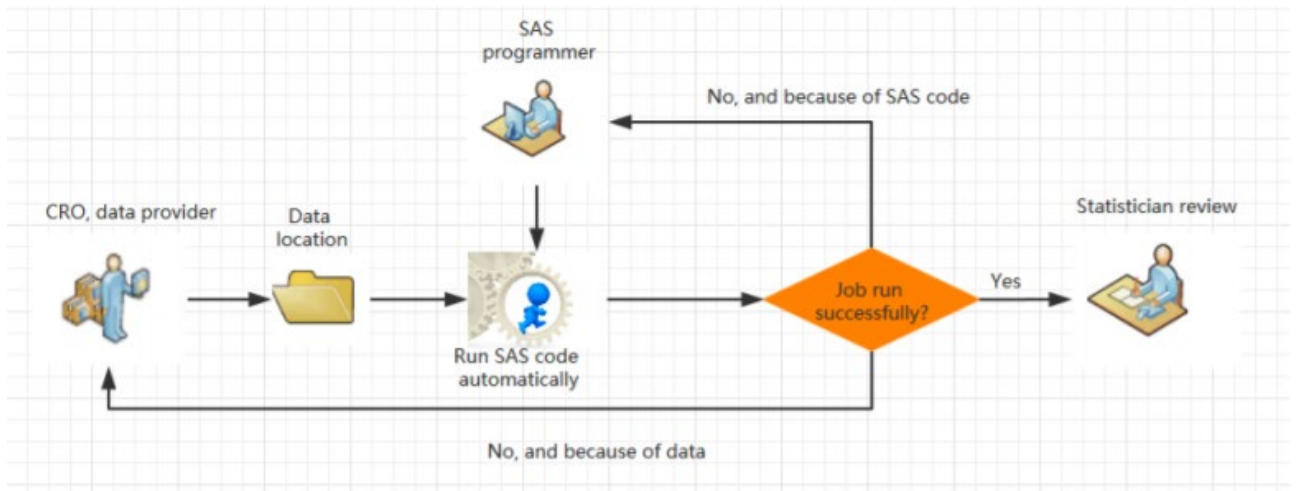 SAS
programmer
No, and because of SAS code
CRO, data provider
Data
location
Statistician review
Job run
successfully?
Yes
Run SAS code
automatically
No, and because of data